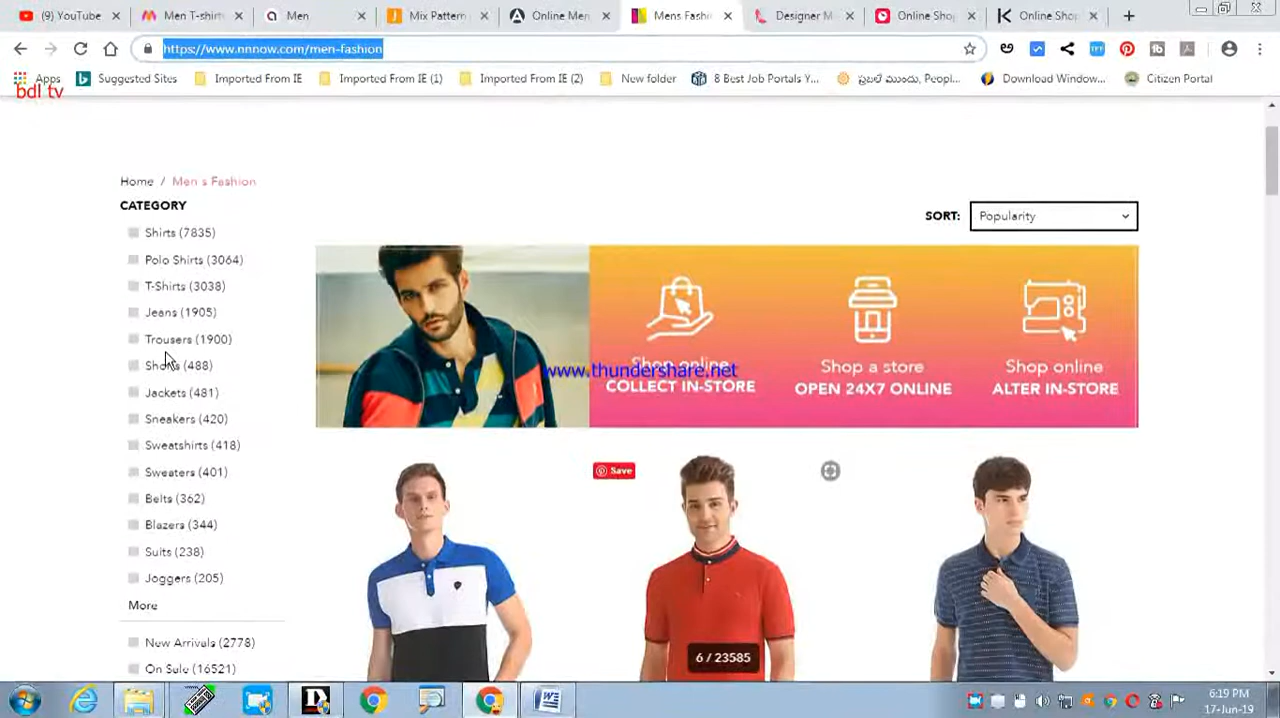 (9) YouTube
Men T-shirt
Men
Mix Pattern
Online Men
Mens Fashi
Designer M
Online Shop
Online Shop
https://www.nnnow.com/men-fashion
Apps
Suggested Sites
Imported From IE
Imported From IE (1)
Imported From IE (2)
New folder
8 Best Job Portals Y...
Download Window...
Citizen Portal
bdl tv
Home / Men s Fashion
CATEGORY
SORT: Popularity
Shirts (7835)
Polo Shirts (3064)
T-Shirts (3038)
Jeans (1905)
Trousers (1900)
(488)
Jackets (481)
Sneakers (420)
Sweatshirts (418)
Sweaters (401)
Belts (362)
Blazers (344)
Suits (238)
Joggers (205)
More
New Arrivals (2778)
On Sale (16521)
Shop online
COLLECT IN-STORE
Shop a store
OPEN 24X7 ONLINE
Shop online
ALTER IN-STORE
www.thundershare.net
Save
6 / 23585
6:19 PM
17-Jun-19